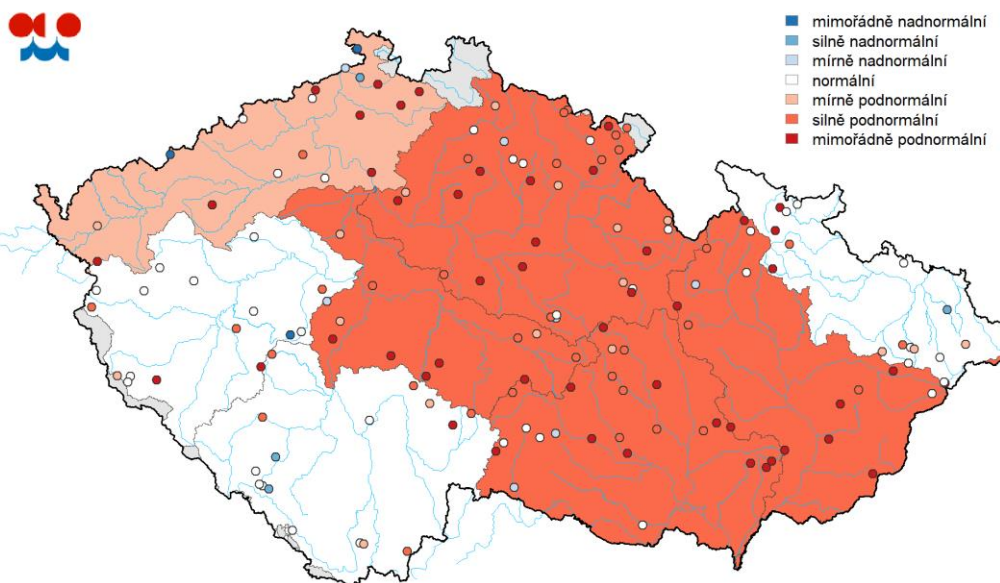 mimořádně nadnormální
silně nadnormální
mírně nadnormální
normální
mírně podnormální
silně podnormální
mimořádně podnormální